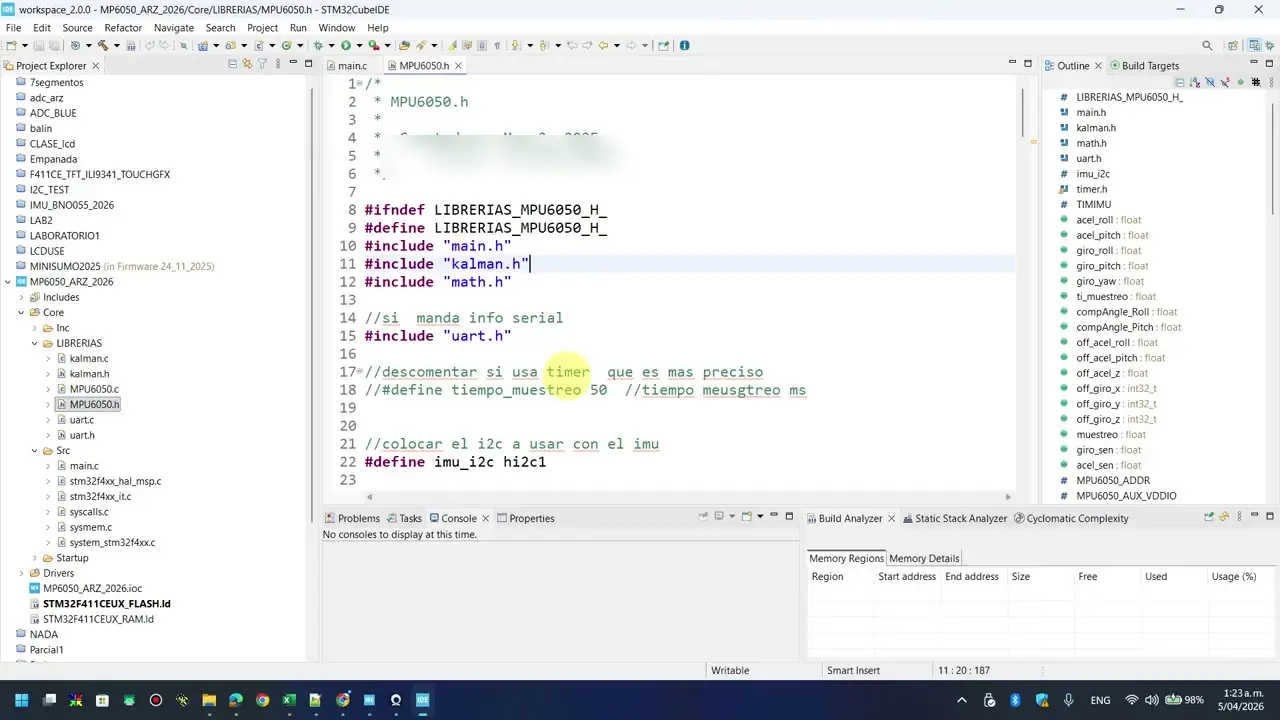 workspace_2.0.0 - MP6050_ARZ_2026/Core/LIBRERIAS/MPU6050.h - STM32CubeIDE
File Edit Source Refactor Navigate Search Project Run Window Help
Project Explorer
7segmentos
adc_arz
ADC_BLUE
balin
CLASE_lcd
Empanada
F411CE_TFT_ILI9341_TOUCHGFX
I2C_TEST
IMU_BNO055_2026
LAB2
LABORATORIO1
LCDUSE
MINISUMO2025 (in Firmware 24_11_2025)
MP6050_ARZ_2026
Includes
Core
Inc
LIBRERIAS
kalman.c
kalman.h
MPU6050.c
MPU6050.h
uart.c
uart.h
Src
main.c
stm32f4xx_hal_msp.c
stm32f4xx_it.c
syscalls.c
sysmem.c
system_stm32f4xx.c
Startup
Drivers
MP6050_ARZ_2026.ioc
STM32F411CEUX_FLASH.ld
STM32F411CEUX_RAM.ld
NADA
Parcial1
main.c MPU6050.h
1 /*
2 * MPU6050.h
3 *
4 *
5 *
6 *
7
8 #ifndef LIBRERIAS_MPU6050_H_
9 #define LIBRERIAS_MPU6050_H_
10 #include "main.h"
11 #include "kalman.h"
12 #include "math.h"
13
14 //si manda info serial
15 #include "uart.h"
16
17 //descomentar si usa timer que es mas preciso
18 //#define tiempo_muestreo 50 //tiempo meusgtreo ms
19
20
21 //colocar el i2c a usar con el imu
22 #define imu_i2c hi2c1
23
Outline Build Targets
LIBRERIAS_MPU6050_H_
main.h
kalman.h
math.h
uart.h
imu_i2c
timer.h
TIMIMU
acel_roll : float
acel_pitch : float
giro_roll : float
giro_pitch : float
giro_yaw : float
ti_muestreo : float
compAngle_Roll : float
compAngle_Pitch : float
off_acel_roll : float
off_acel_pitch : float
off_acel_z : float
off_giro_x : int32_t
off_giro_y : int32_t
off_giro_z : int32_t
muestreo : float
giro_sen : float
acel_sen : float
MPU6050_ADDR
MPU6050_AUX_VDDIO
Problems Tasks Console Properties
No consoles to display at this time.
Build Analyzer Static Stack Analyzer Cyclomatic Complexity
Memory Regions Memory Details
Region Start address End address Size Free Used Usage (%)
Writable Smart Insert 11 : 20 : 187
ENG 98% 1:23 a.m.
5/04/2026